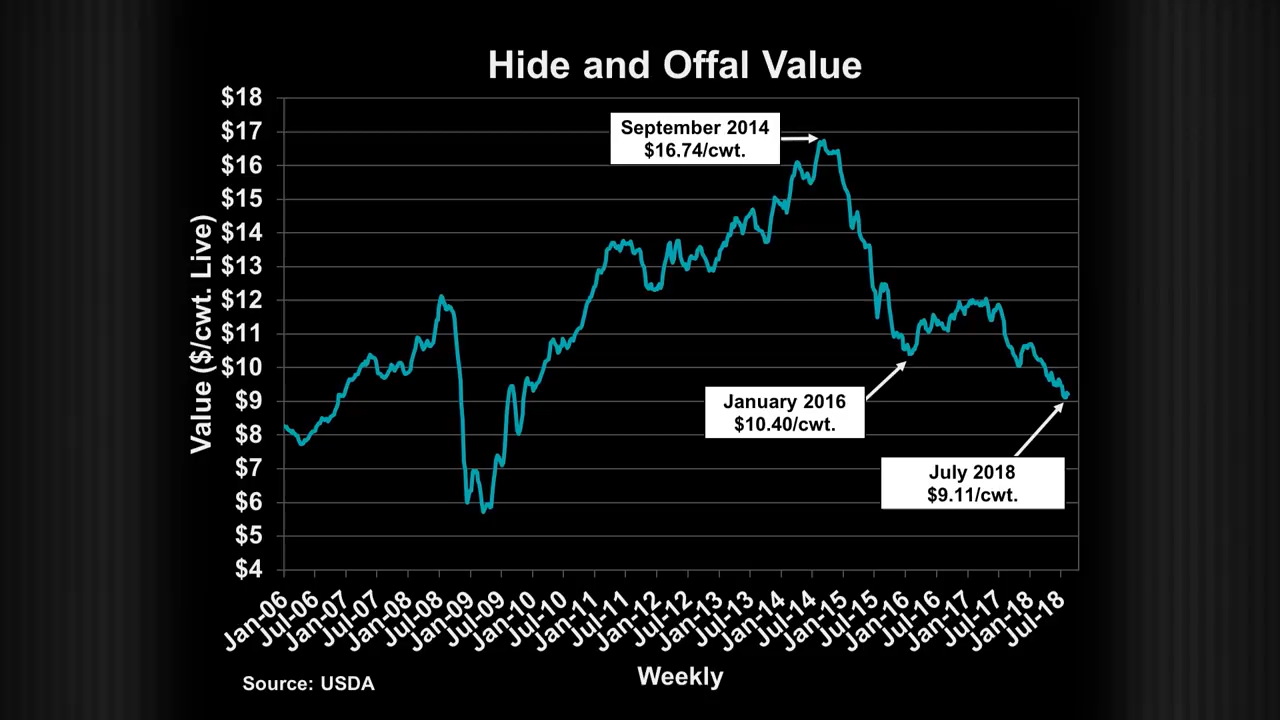 Hide and Offal Value
$18
$17
$16
$15
$14
$13
$12
$11
$10
$9
$8
$7
$6
$5
$4
Value ($/cwt. Live)
September 2014
$16.74/cwt.
January 2016
$10.40/cwt.
July 2018
$9.11/cwt.
Jan-06
Jul-06
Jan-07
Jul-07
Jan-08
Jul-08
Jan-09
Jul-09
Jan-10
Jul-10
Jan-11
Jul-11
Jan-12
Jul-12
Jan-13
Jul-13
Jan-14
Jul-14
Jan-15
Jul-15
Jan-16
Jul-16
Jan-17
Jul-17
Jan-18
Jul-18
Weekly
Source: USDA